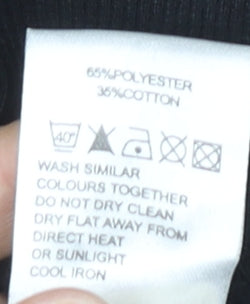 65%POLYESTER
35%COTTON
40°
WASH SIMILAR
COLOURS TOGETHER
DO NOT DRY CLEAN
DRY FLAT AWAY FROM
DIRECT HEAT
OR SUNLIGHT
COOL IRON